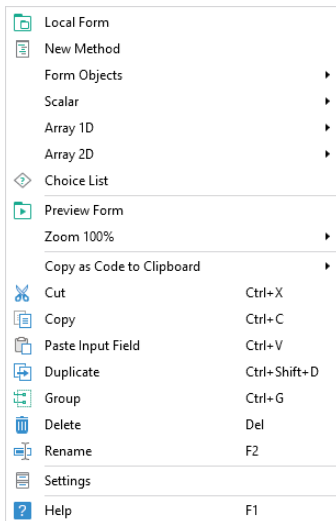 Local Form
New Method
Form Objects
Scalar
Array 1D
Array 2D
Choice List
Preview Form
Zoom 100%
Copy as Code to Clipboard
Cut Ctrl+X
Copy Ctrl+C
Paste Input Field Ctrl+V
Duplicate Ctrl+Shift+D
Group Ctrl+G
Delete Del
Rename F2
Settings
Help F1